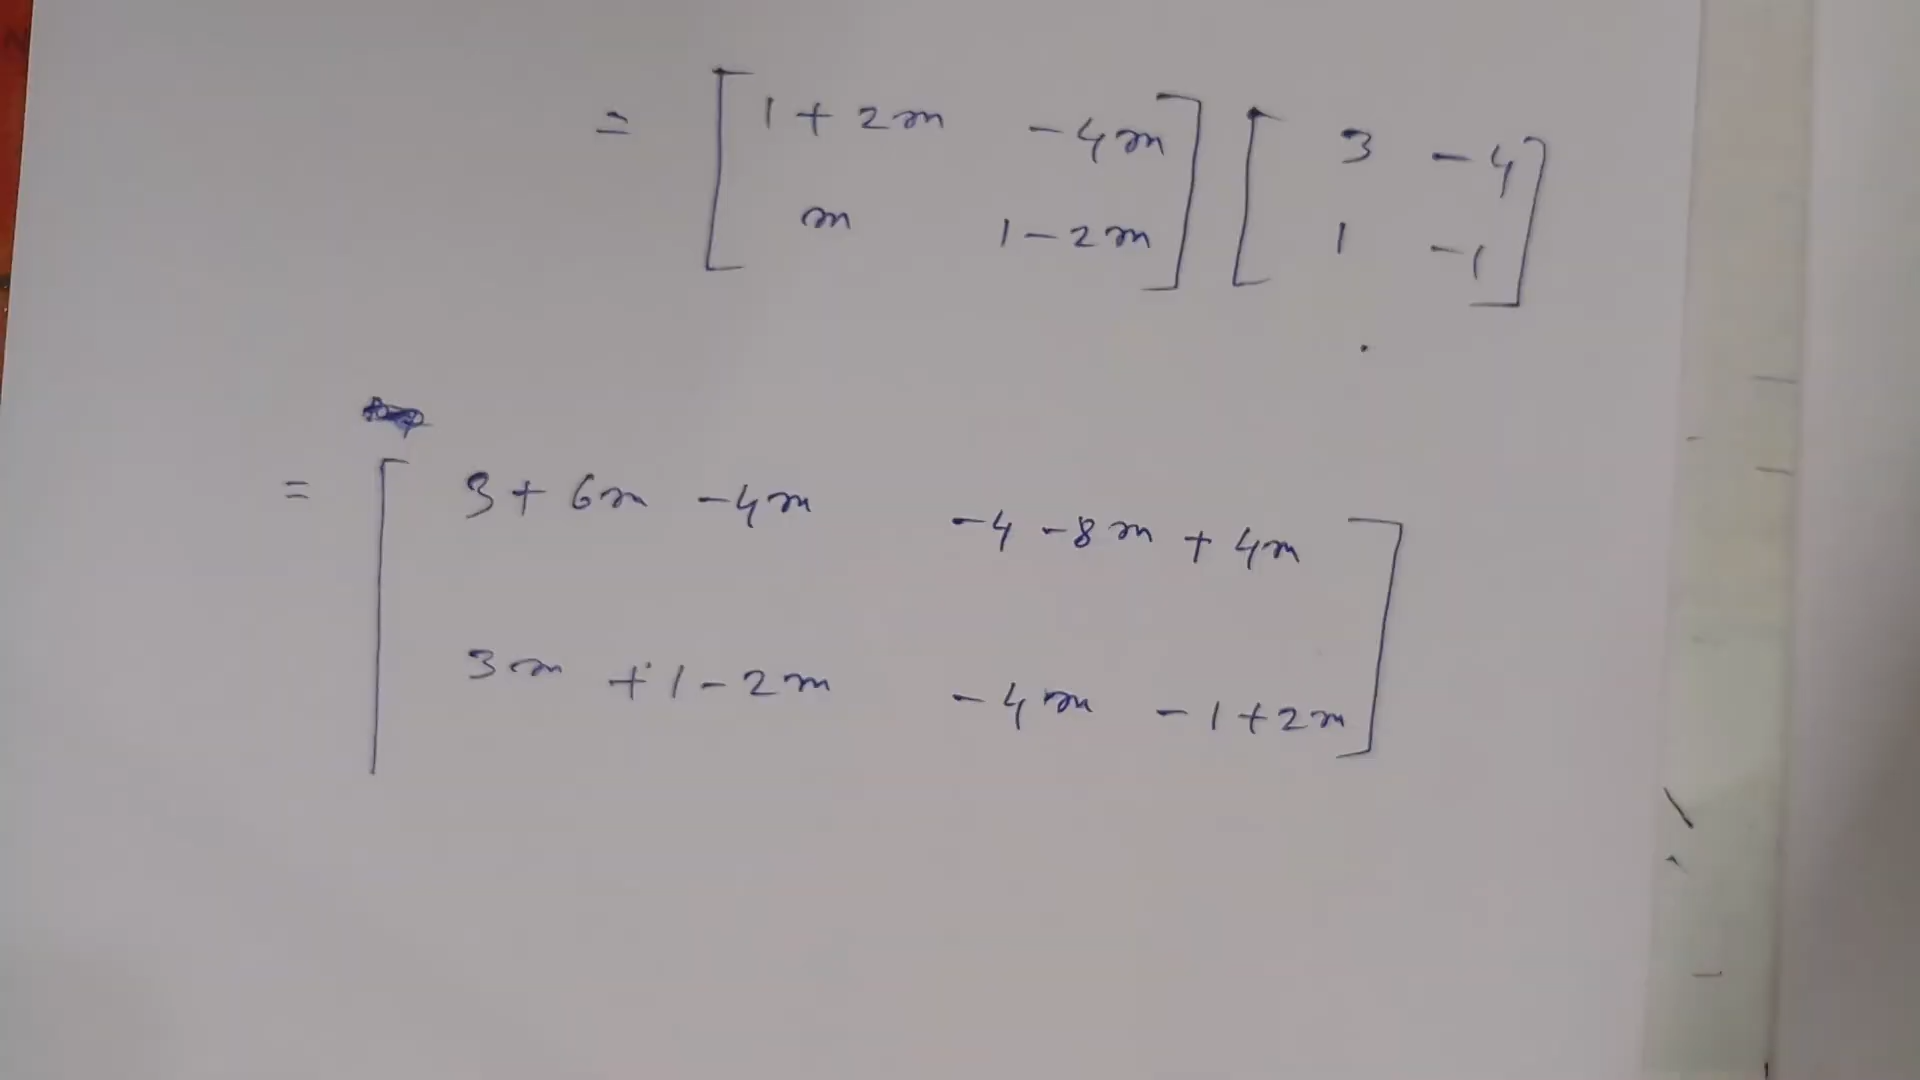 = [ 1 + 2m -4m ] [ 3 -4 ]
[ m 1-2m ] [ 1 -1 ]
= [ 3 + 6m -4m -4 -8m + 4m ]
[ 3m +1-2m -4m -1+2m ]